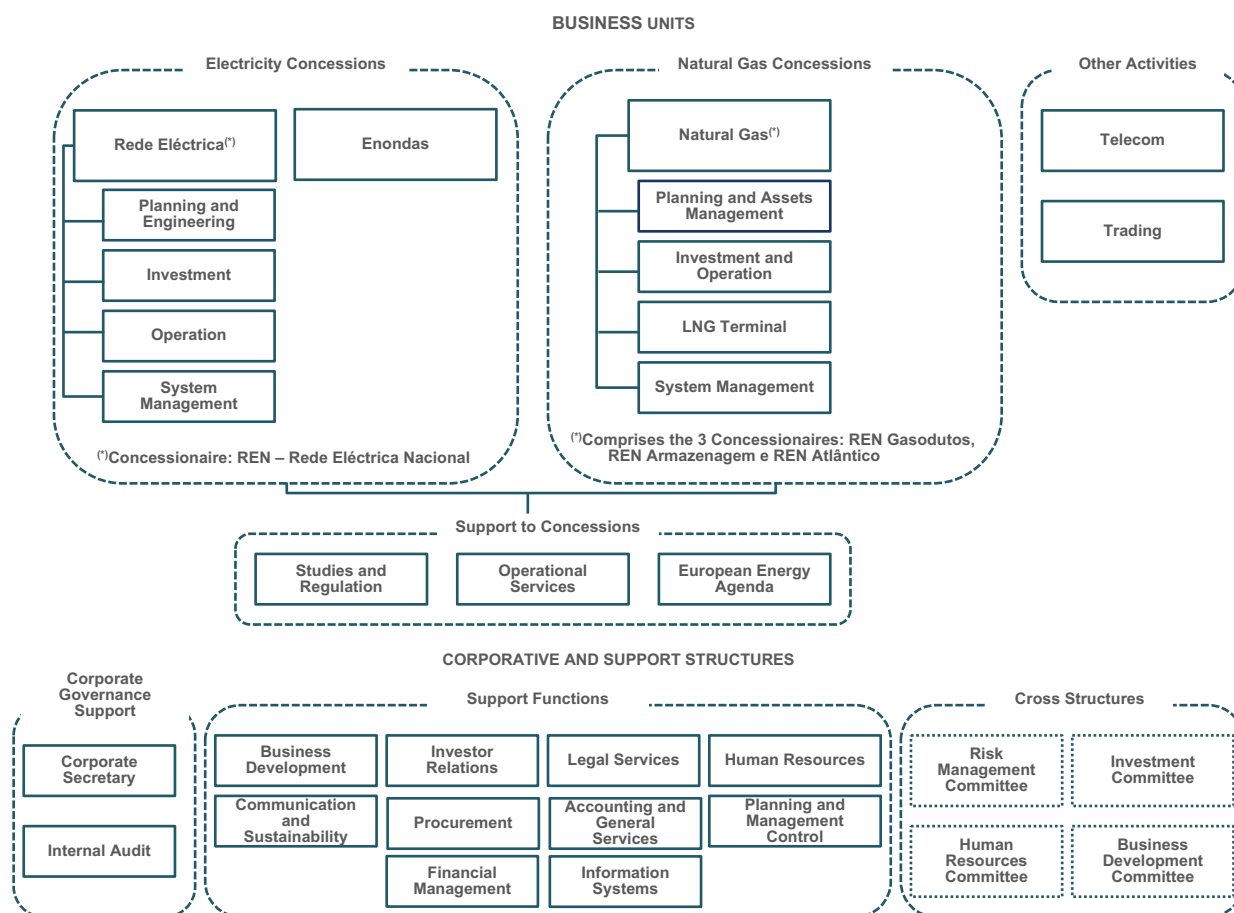 BUSINESS UNITS
Electricity Concessions
Natural Gas Concessions
Other Activities
Rede Eléctrica(*)
Enondas
Planning and
Engineering
Investment
Operation
System
Management
(*)Concessionaire: REN – Rede Eléctrica Nacional
Natural Gas(*)
Planning and Assets
Management
Investment and
Operation
LNG Terminal
System Management
(*)Comprises the 3 Concessionaires: REN Gasodutos,
REN Armazenagem e REN Atlântico
Telecom
Trading
Support to Concessions
Studies and
Regulation
Operational
Services
European Energy
Agenda
CORPORATIVE AND SUPPORT STRUCTURES
Corporate
Governance
Support
Corporate
Secretary
Internal Audit
Support Functions
Business
Development
Investor
Relations
Legal Services
Human Resources
Communication
and
Sustainability
Procurement
Accounting and
General
Services
Planning and
Management
Control
Financial
Management
Information
Systems
Cross Structures
Risk
Management
Committee
Investment
Committee
Human
Resources
Committee
Business
Development
Committee